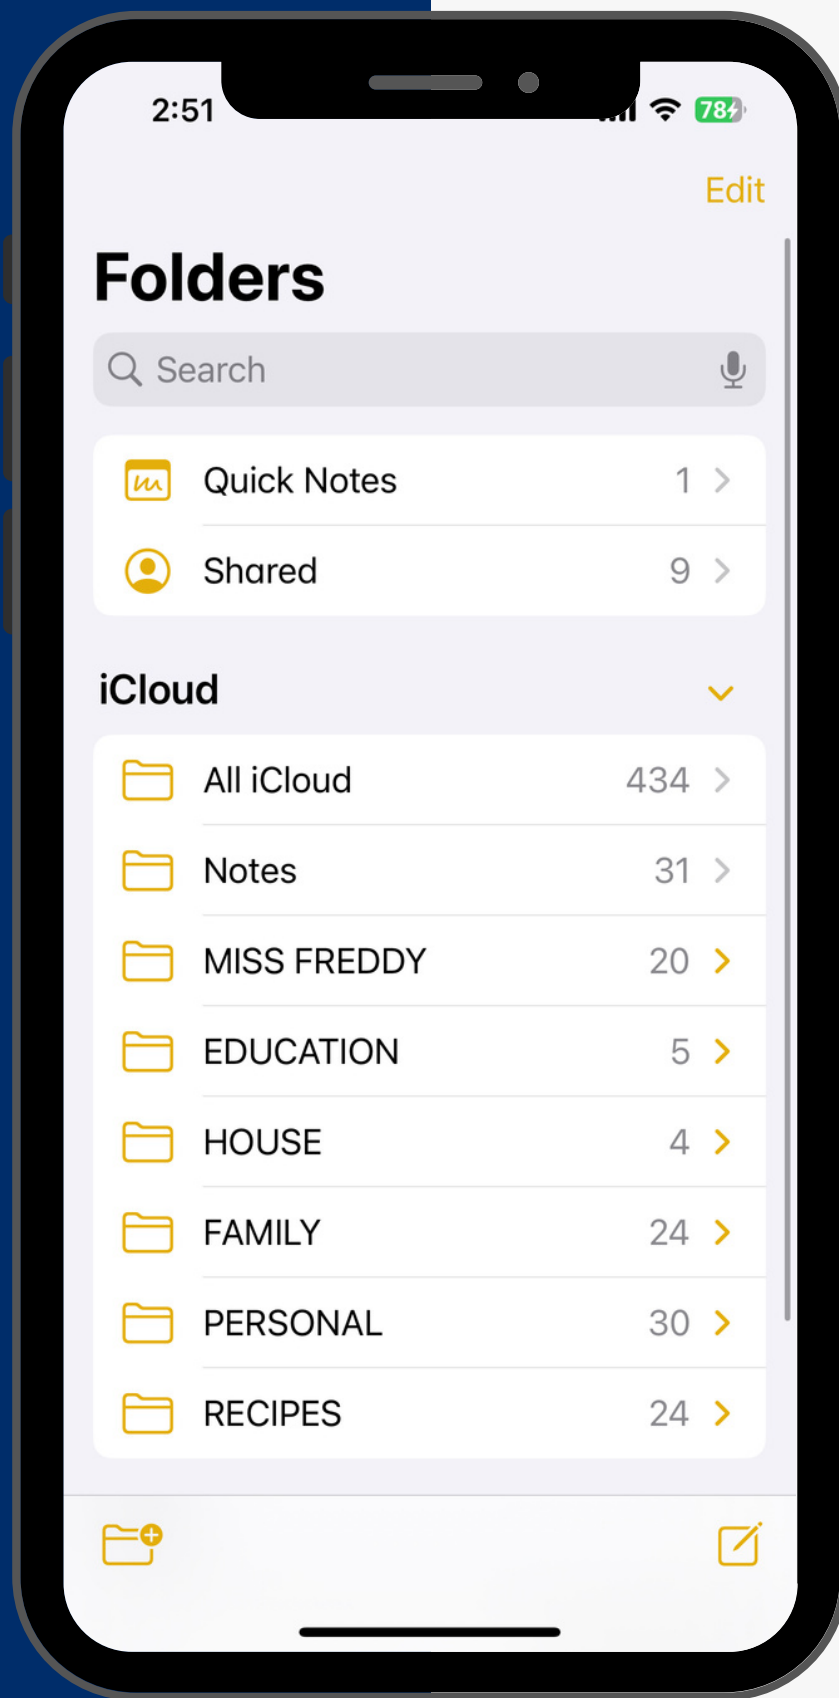 2:51 78
Edit
Folders
Search
Quick Notes 1
Shared 9
iCloud
All iCloud 434
Notes 31
MISS FREDDY 20
EDUCATION 5
HOUSE 4
FAMILY 24
PERSONAL 30
RECIPES 24